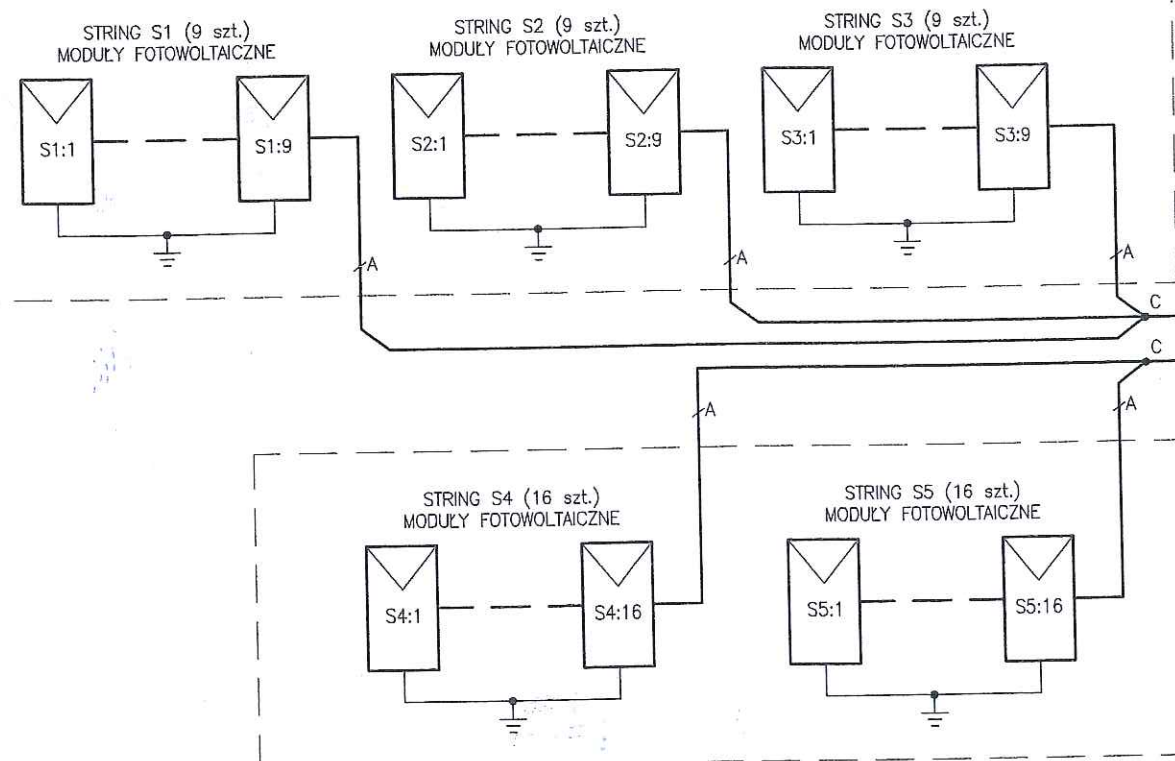 STRING S1 (9 szt.)
MODUŁY FOTOWOLTAICZNE
S1:1
S1:9
A
STRING S2 (9 szt.)
MODUŁY FOTOWOLTAICZNE
S2:1
S2:9
A
STRING S3 (9 szt.)
MODUŁY FOTOWOLTAICZNE
S3:1
S3:9
A
C
C
A
A
STRING S4 (16 szt.)
MODUŁY FOTOWOLTAICZNE
S4:1
S4:16
STRING S5 (16 szt.)
MODUŁY FOTOWOLTAICZNE
S5:1
S5:16